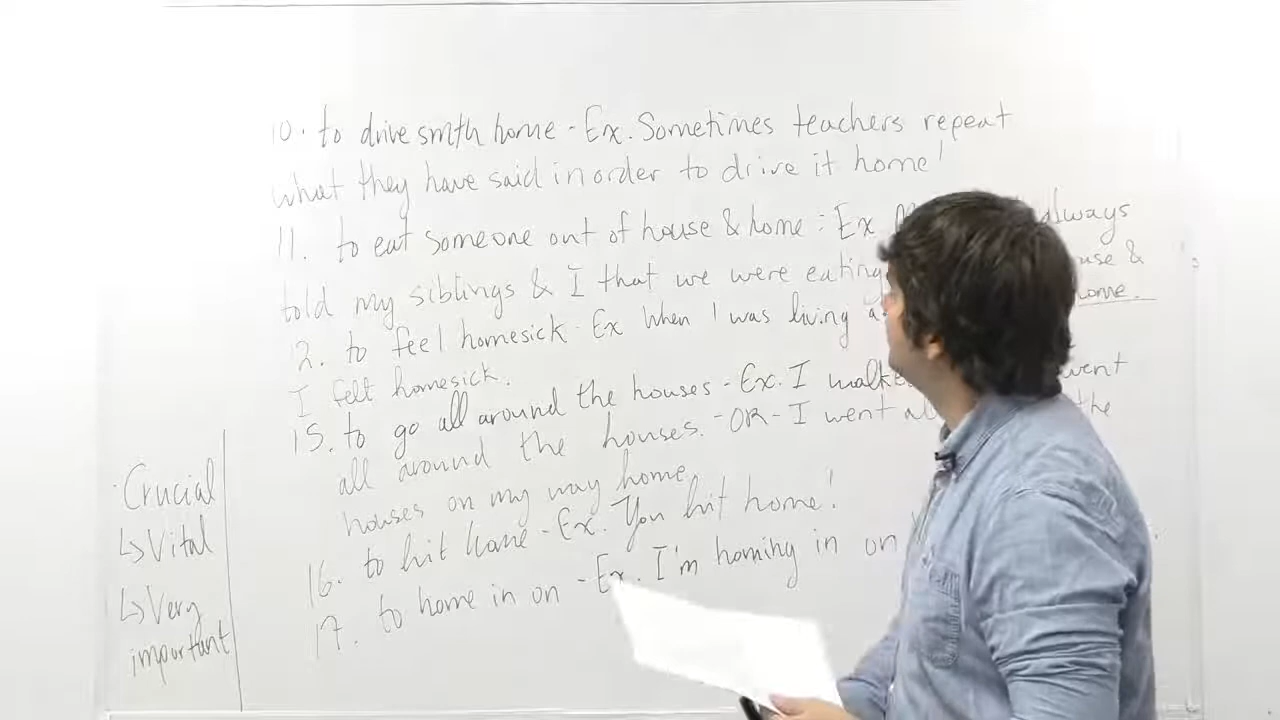 10. to drive smth home - Ex. Sometimes teachers repeat
what they have said in order to drive it home!
11. to eat someone out of house & home : Ex always
told my siblings & I that we were eating &
home.
2. to feel homesick - Ex When I was living
I felt homesick.
15. to go all around the houses - Ex. I went
all around the houses. - OR - I went the
houses on my way home.
16. to hit home - Ex. You hit home!
17. to home in on - Ex. I'm homing in on
Crucial
↳ Vital
↳ Very
important